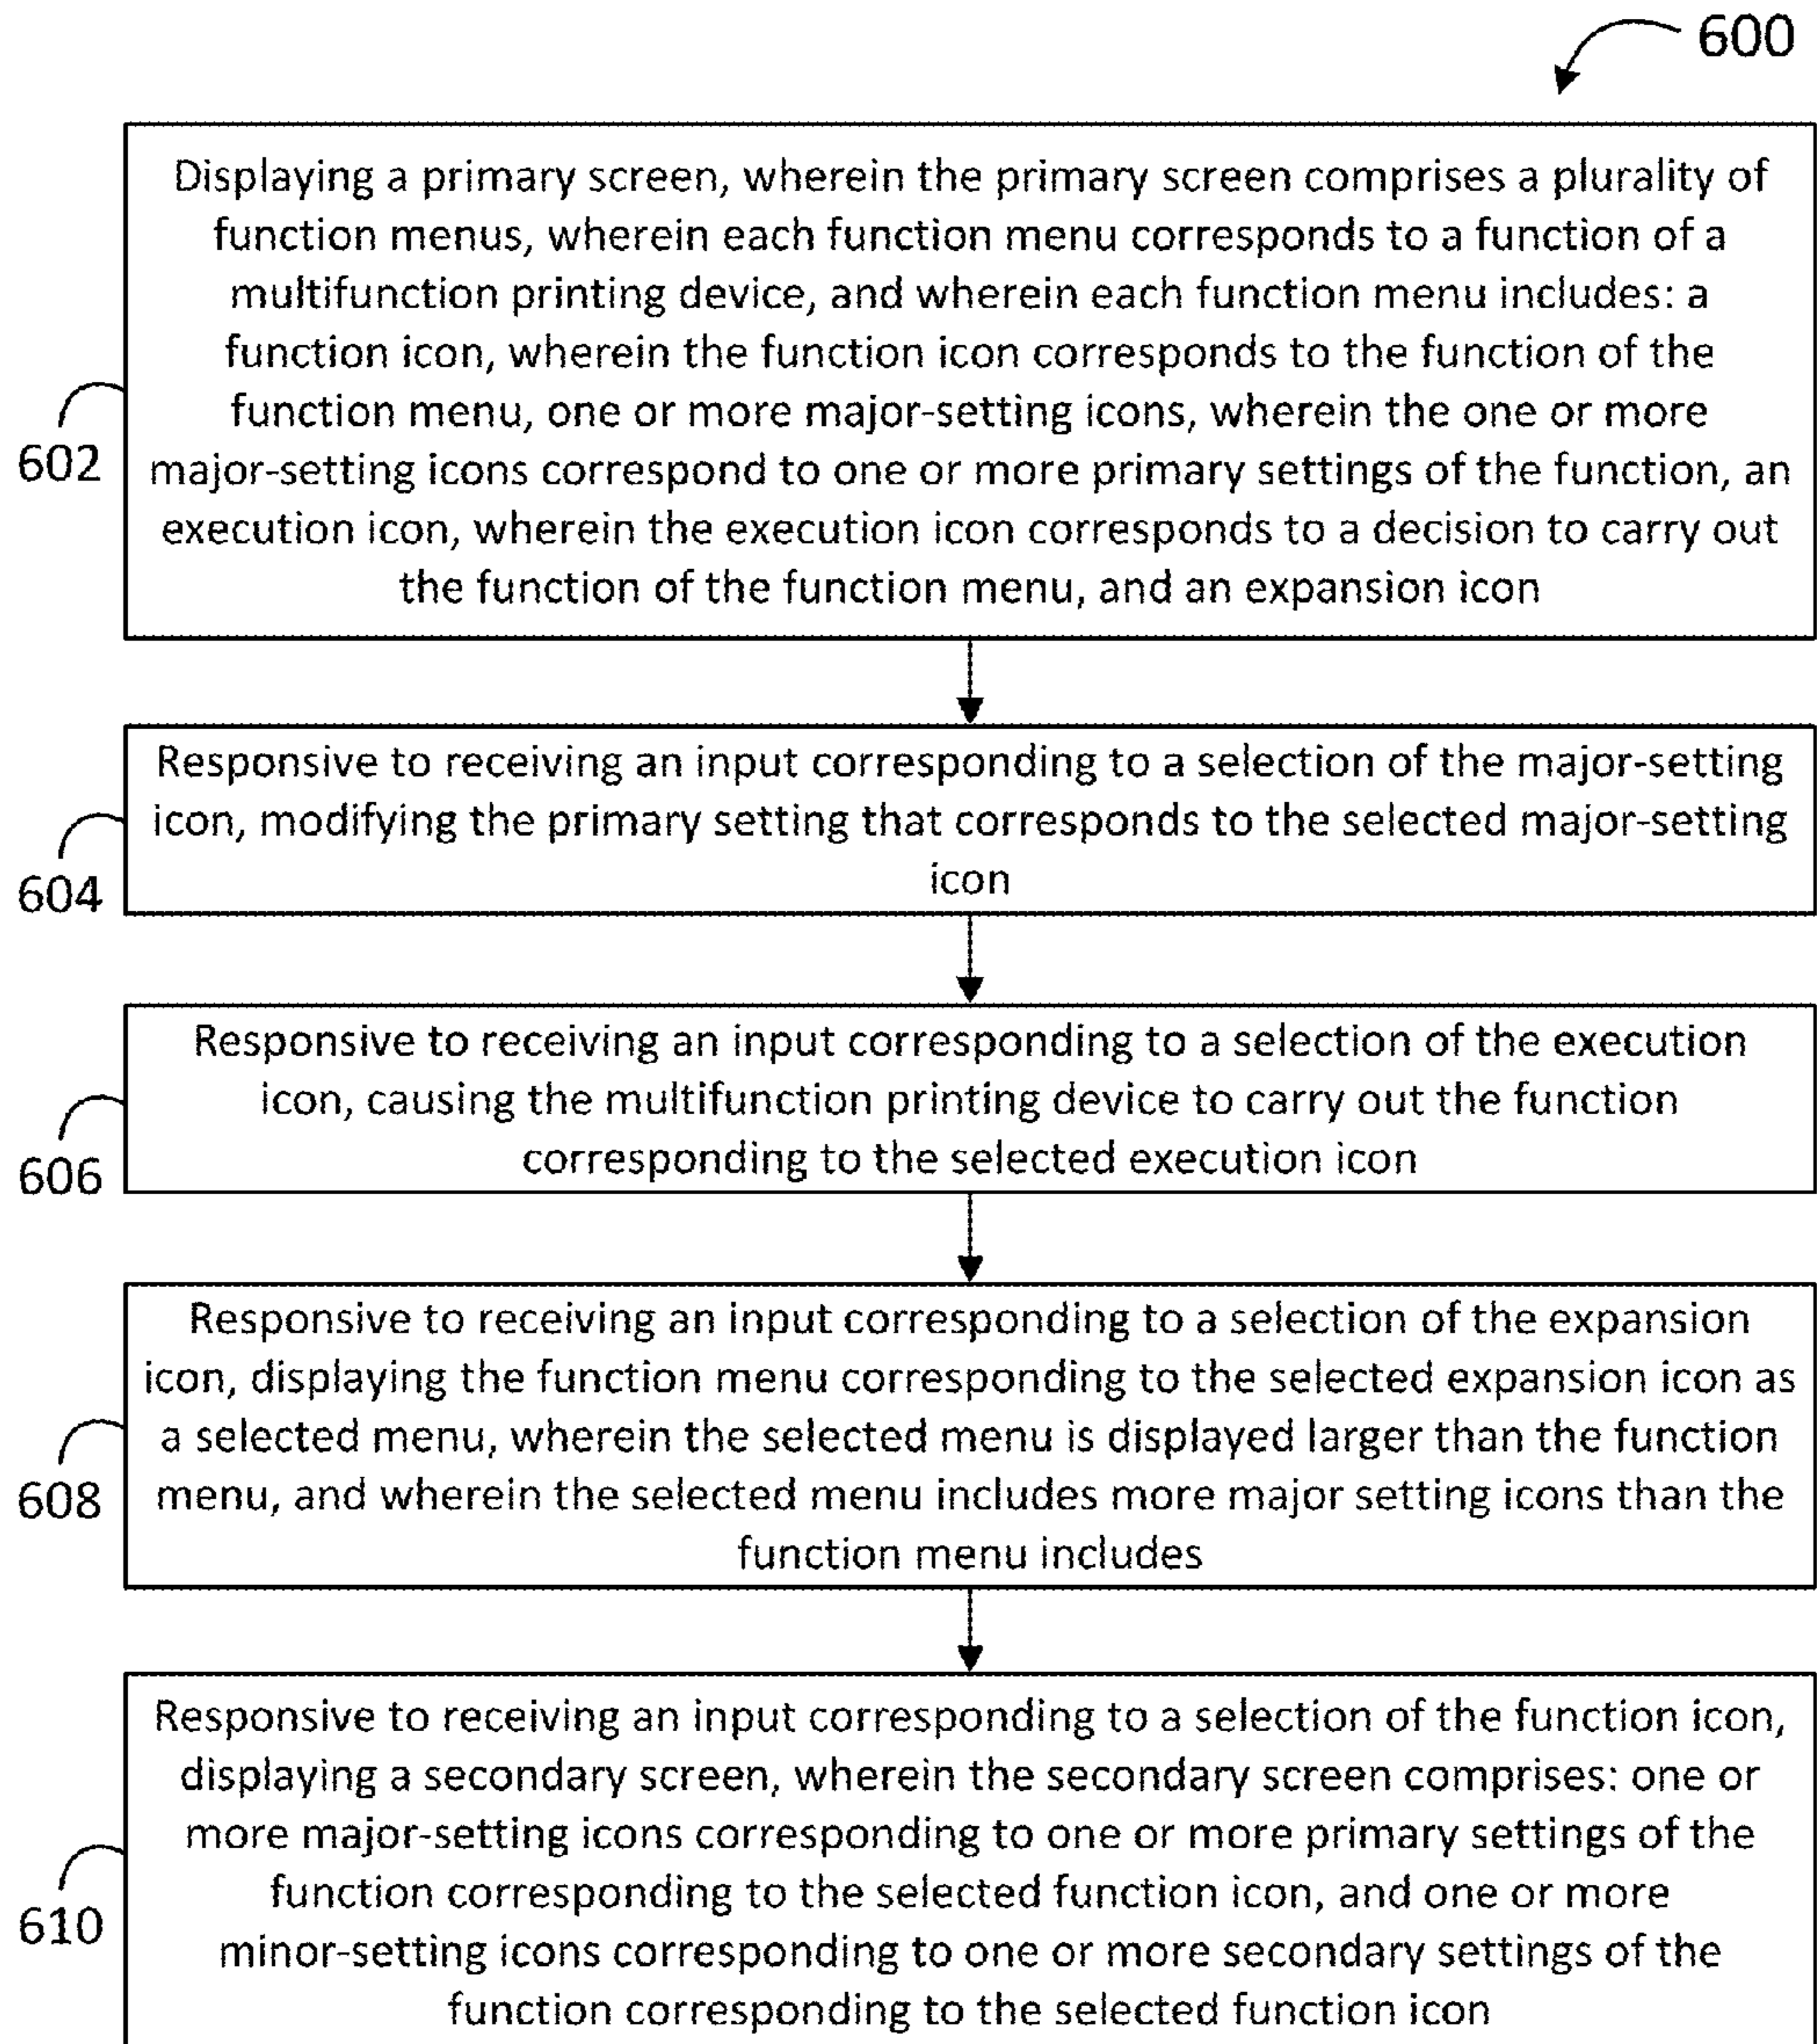 600
Displaying a primary screen, wherein the primary screen comprises a plurality of
function menus, wherein each function menu corresponds to a function of a
multifunction printing device, and wherein each function menu includes: a
function icon, wherein the function icon corresponds to the function of the
function menu, one or more major-setting icons, wherein the one or more
major-setting icons correspond to one or more primary settings of the function, an
execution icon, wherein the execution icon corresponds to a decision to carry out
the function of the function menu, and an expansion icon
602
Responsive to receiving an input corresponding to a selection of the major-setting
icon, modifying the primary setting that corresponds to the selected major-setting
icon
604
Responsive to receiving an input corresponding to a selection of the execution
icon, causing the multifunction printing device to carry out the function
corresponding to the selected execution icon
606
Responsive to receiving an input corresponding to a selection of the expansion
icon, displaying the function menu corresponding to the selected expansion icon as
a selected menu, wherein the selected menu is displayed larger than the function
menu, and wherein the selected menu includes more major setting icons than the
function menu includes
608
Responsive to receiving an input corresponding to a selection of the function icon,
displaying a secondary screen, wherein the secondary screen comprises: one or
more major-setting icons corresponding to one or more primary settings of the
function corresponding to the selected function icon, and one or more
minor-setting icons corresponding to one or more secondary settings of the
function corresponding to the selected function icon
610